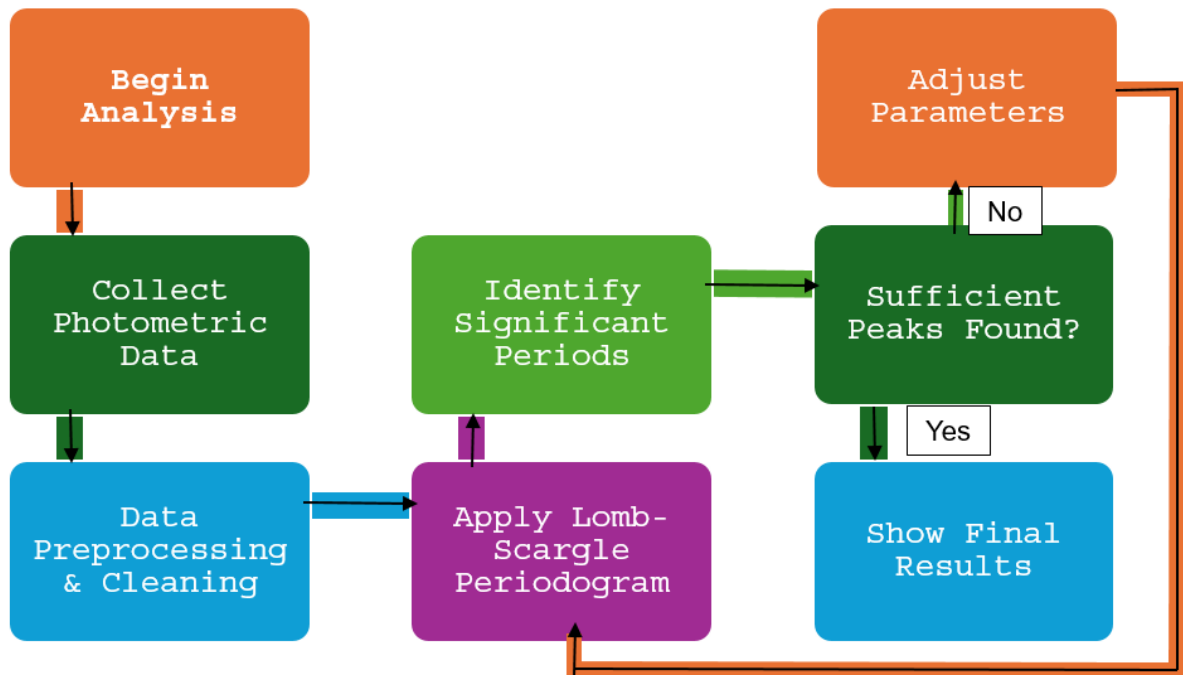 Begin
Analysis
Collect
Photometric
Data
Data
Preprocessing
& Cleaning
Apply Lomb-
Scargle
Periodogram
Identify
Significant
Periods
Sufficient
Peaks Found?
No
Adjust
Parameters
Yes
Show Final
Results